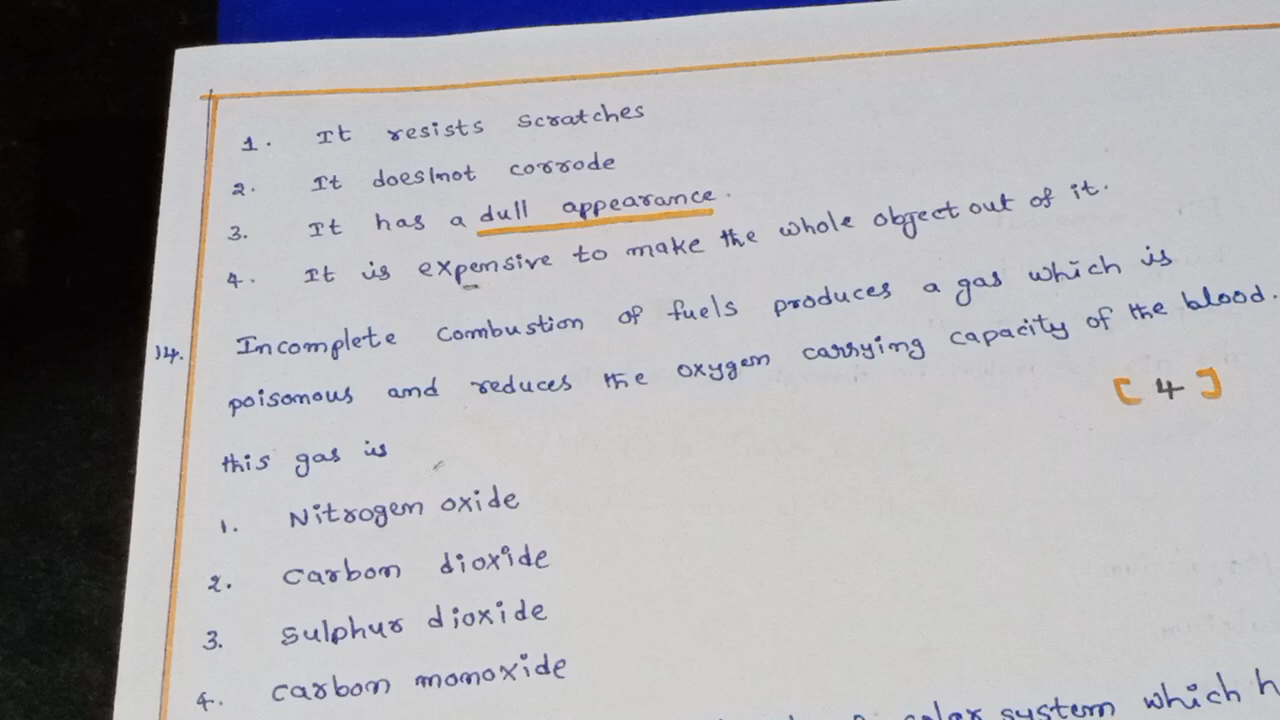 1. It resists scratches
2. It does not corrode
3. It has a dull appearance.
4. It is expensive to make the whole object out of it.
14. Incomplete combustion of fuels produces a gas which is
poisonous and reduces the oxygen carrying capacity of the blood.
this gas is [4]
1. Nitrogen oxide
2. Carbon dioxide
3. Sulphur dioxide
4. Carbon monoxide
system which